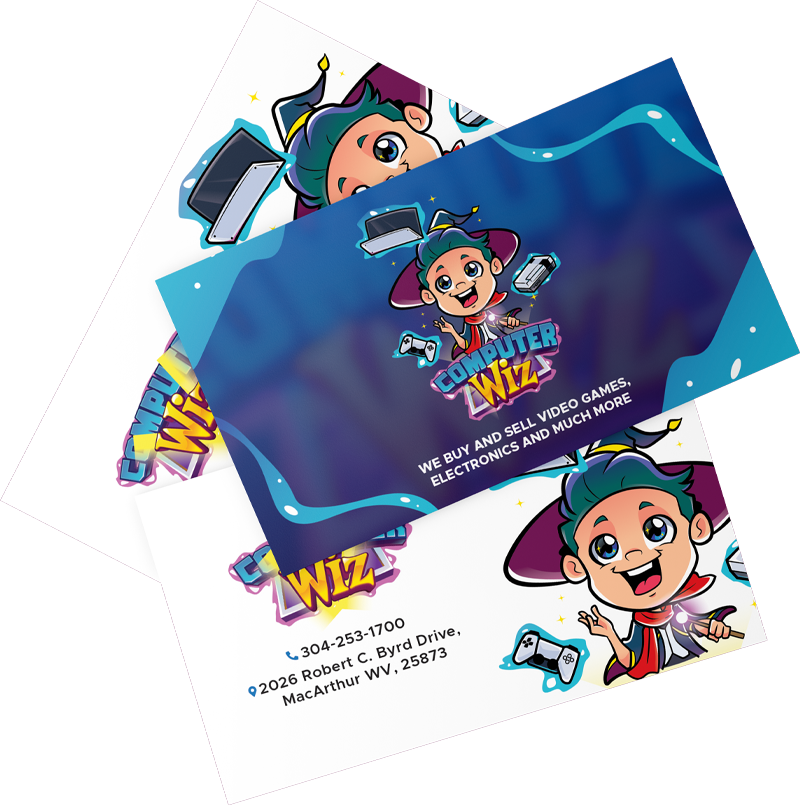 COMPUTER
WiZ
WE BUY AND SELL VIDEO GAMES,
ELECTRONICS AND MUCH MORE
COMPUTER
WiZ
WiZ
304-253-1700
2026 Robert C. Byrd Drive,
MacArthur WV, 25873